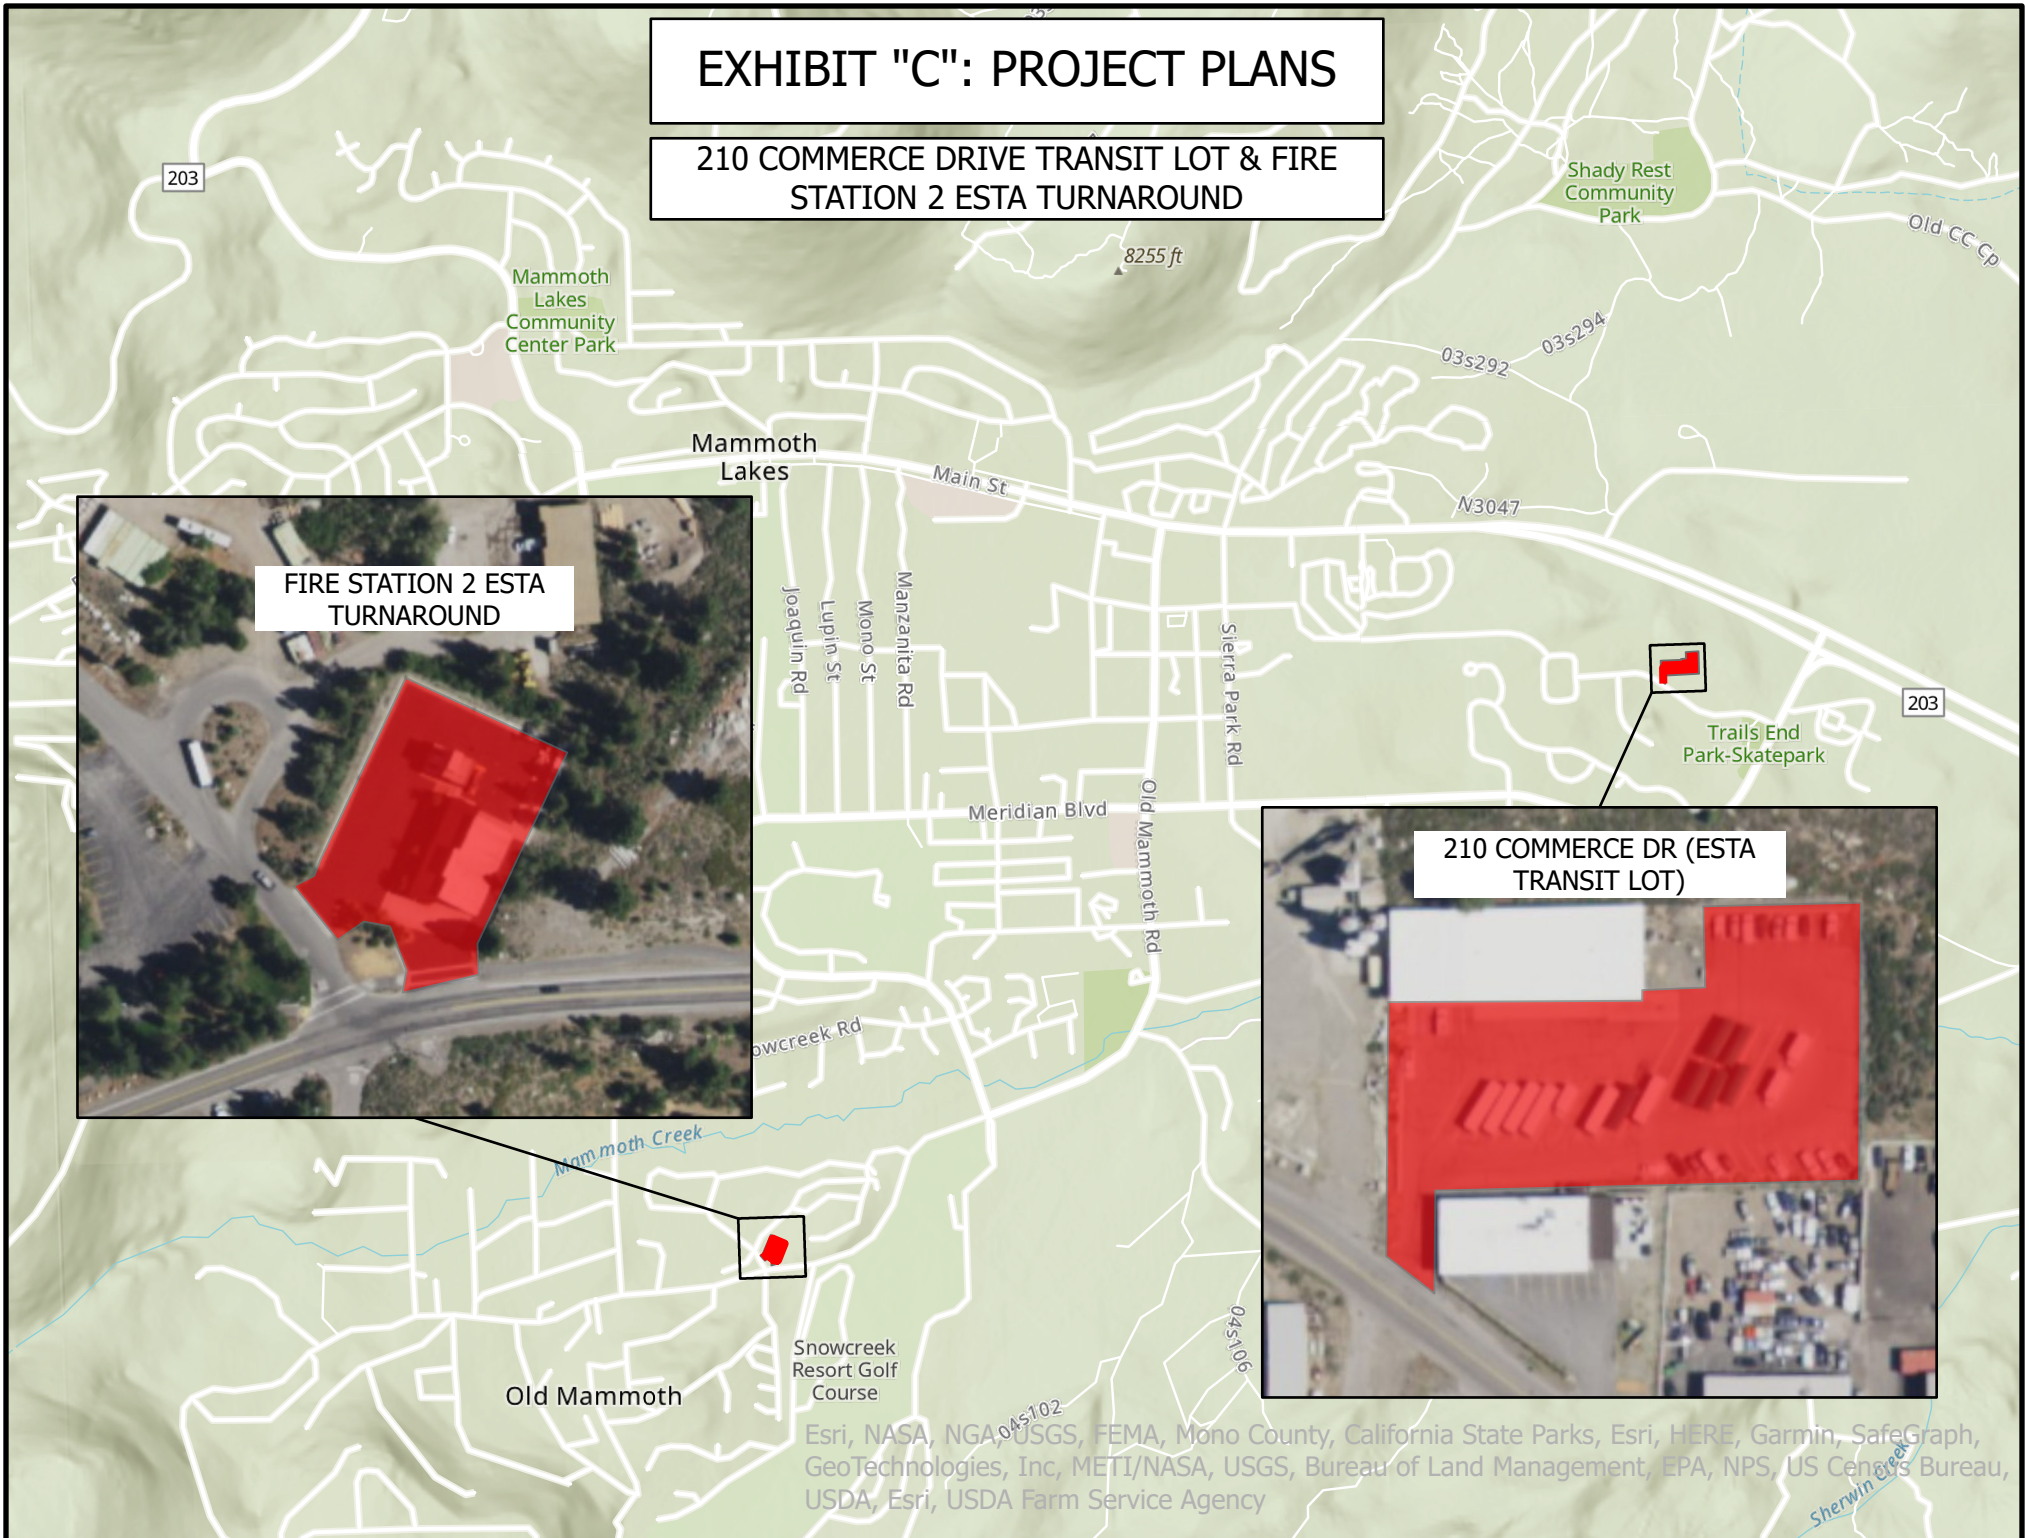 EXHIBIT "C": PROJECT PLANS
210 COMMERCE DRIVE TRANSIT LOT & FIRE
STATION 2 ESTA TURNAROUND
203
Shady Rest
Community
Park
Old CC Cp
8255 ft
Mammoth
Lakes
Community
Center Park
03s294
03s292
Mammoth
Lakes
Main St
N3047
FIRE STATION 2 ESTA
TURNAROUND
Joaquin Rd
Lupin St
Mono St
Manzanita Rd
Sierra Park Rd
203
Trails End
Park-Skatepark
Meridian Blvd
Old Mammoth Rd
210 COMMERCE DR (ESTA
TRANSIT LOT)
owcreek Rd
Mammoth Creek
Snowcreek
Resort Golf
Course
04s106
Old Mammoth
04s102
Esri, NASA, NGA, USGS, FEMA, Mono County, California State Parks, Esri, HERE, Garmin, SafeGraph,
GeoTechnologies, Inc, METI/NASA, USGS, Bureau of Land Management, EPA, NPS, US Census Bureau,
USDA, Esri, USDA Farm Service Agency
Sherwin Creek